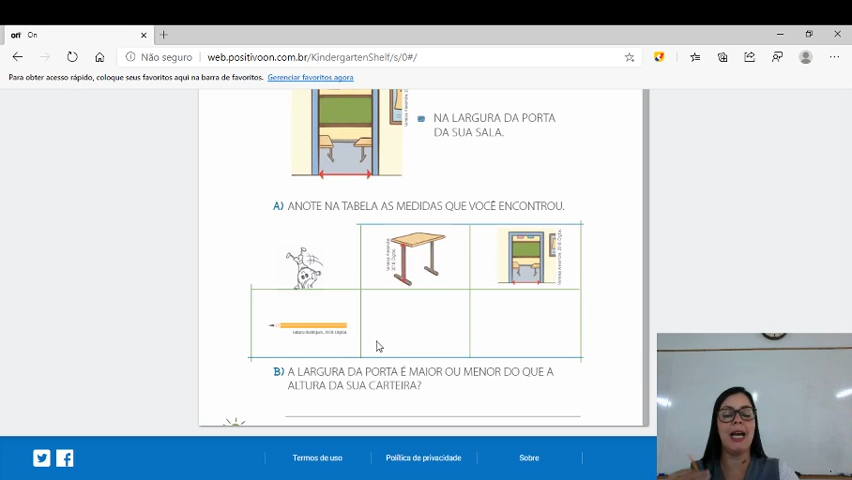 On
Não seguro
web.positivoon.com.br/KindergartenShelf/s/0#/
Para obter acesso rápido, coloque seus favoritos aqui na barra de favoritos. Gerenciar favoritos agora
NA LARGURA DA PORTA
DA SUA SALA.
A) ANOTE NA TABELA AS MEDIDAS QUE VOCÊ ENCONTROU.
B) A LARGURA DA PORTA É MAIOR OU MENOR DO QUE A
ALTURA DA SUA CARTEIRA?
Termos de uso
Política de privacidade
Sobre